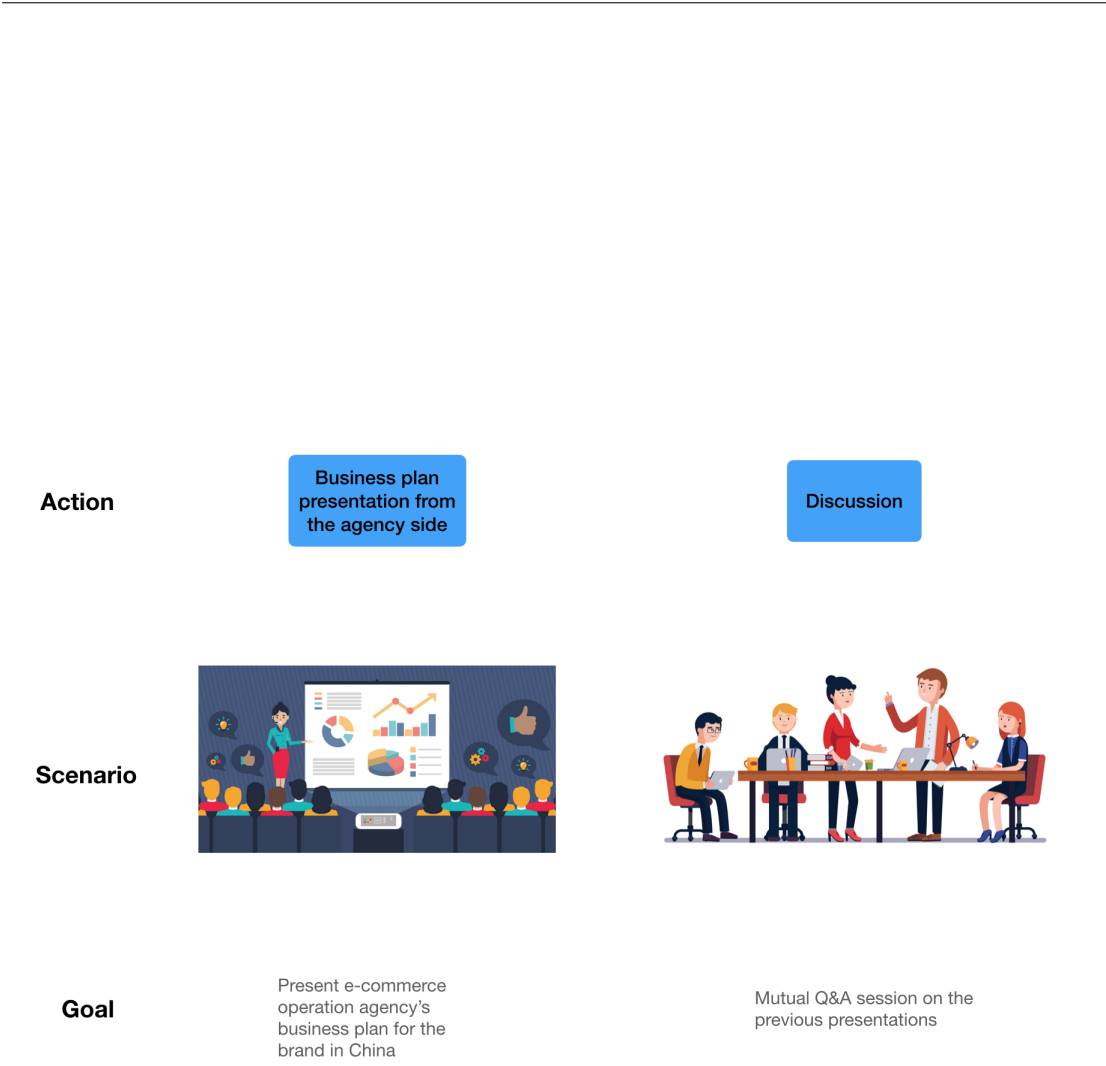 Action
Business plan
presentation from
the agency side
Discussion
Scenario
Goal
Present e-commerce
operation agency’s
business plan for the
brand in China
Mutual Q&A session on the
previous presentations